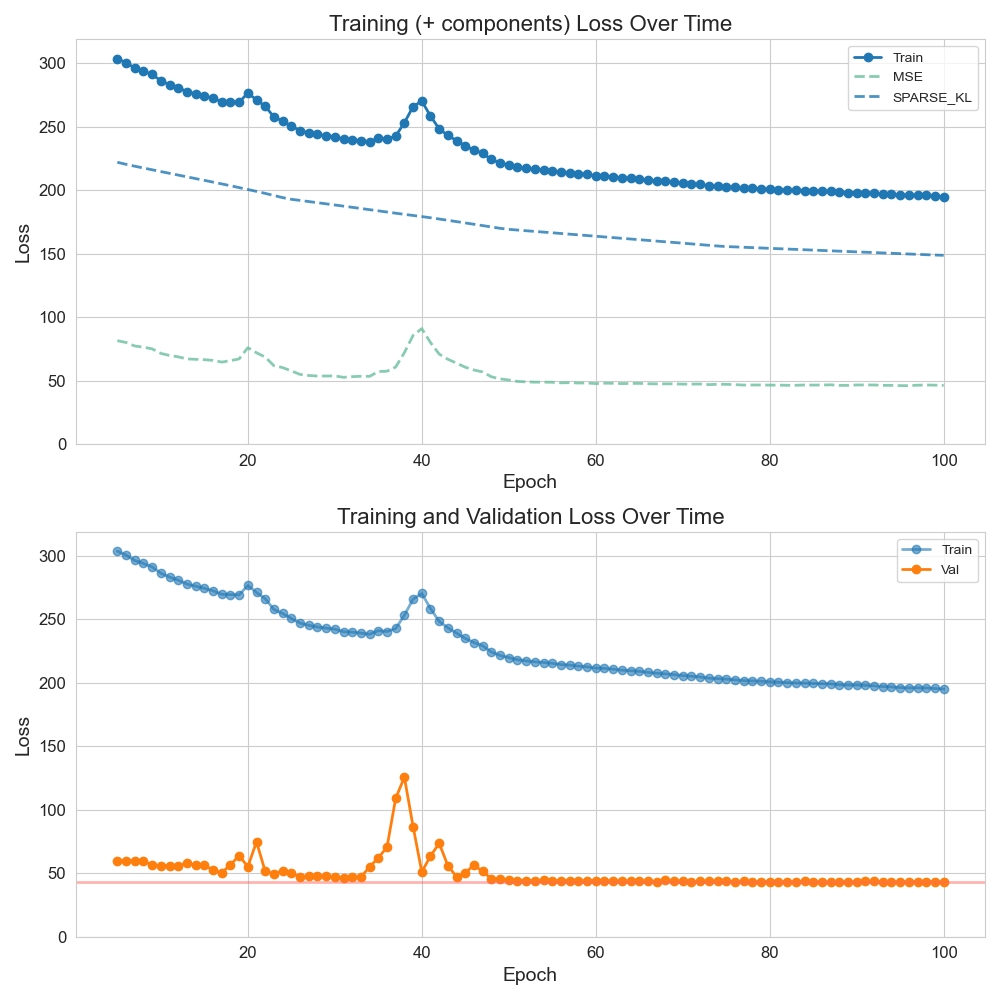 Training (+ components) Loss Over Time
Train
MSE
SPARSE_KL
300
250
200
150
100
50
0
Loss
20 40 60 80 100
Epoch
Training and Validation Loss Over Time
Train
Val
300
250
200
150
100
50
0
Loss
20 40 60 80 100
Epoch